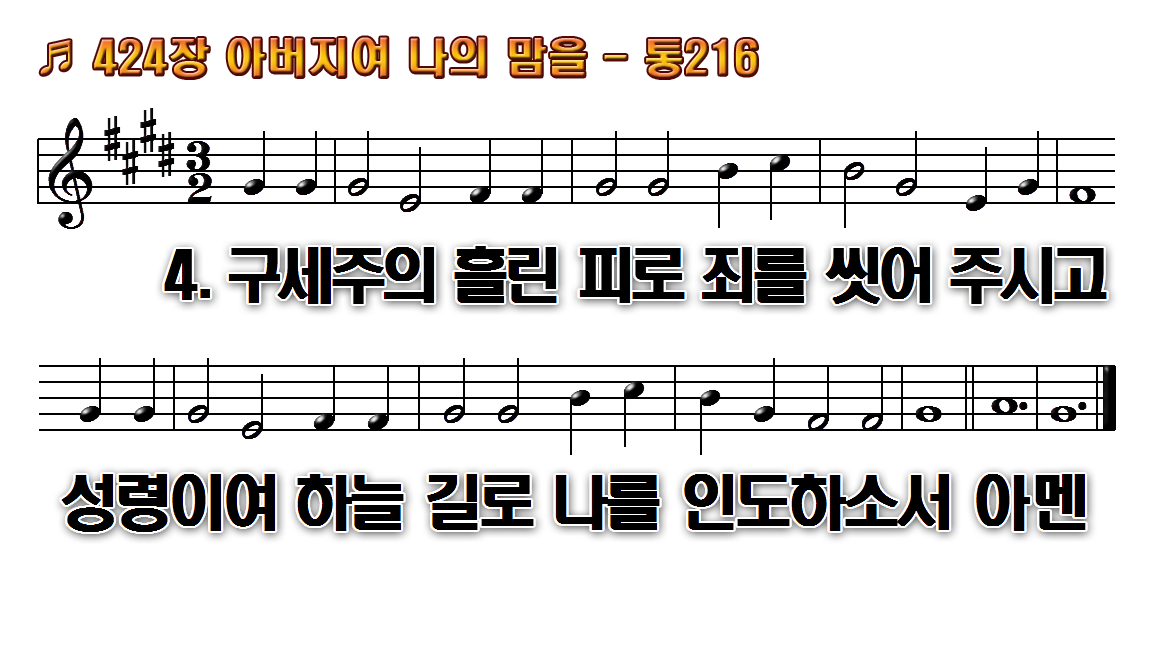 ♬ 424장 아버지여 나의 맘을 - 통216
4. 구세주의 흘린 피로 죄를 씻어 주시고
성령이여 하늘 길로 나를 인도하소서 아멘